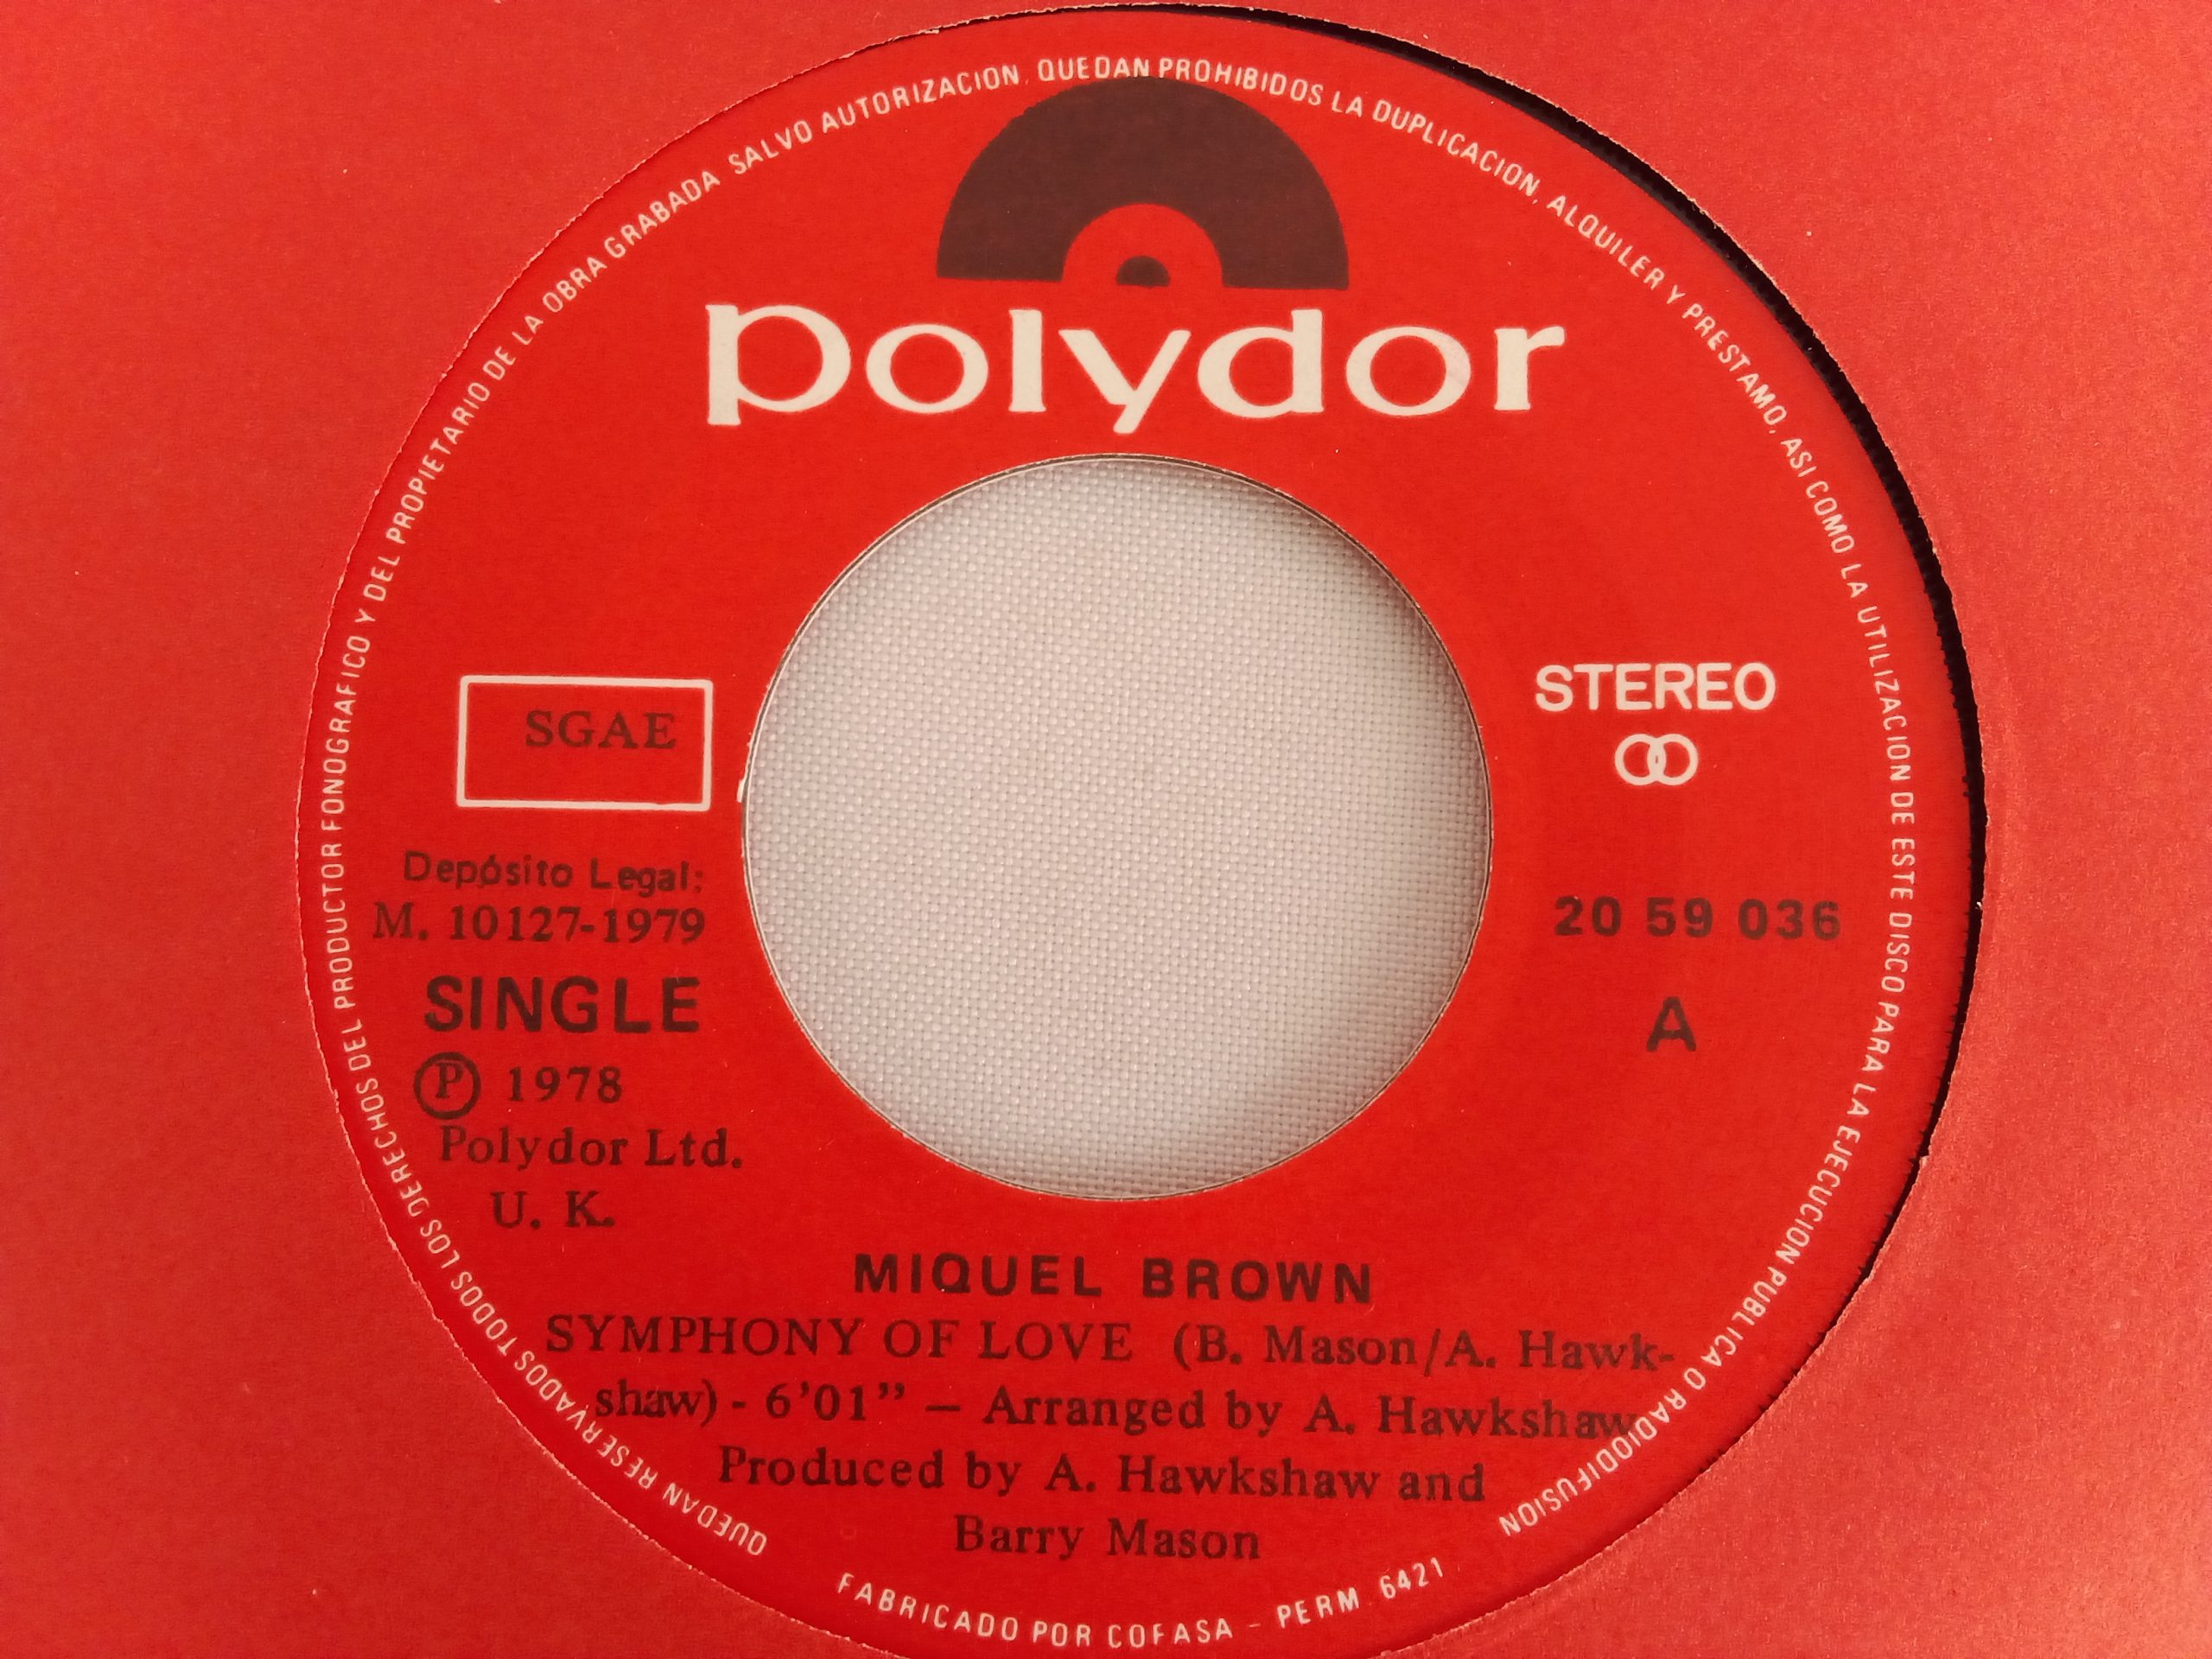 QUEDAN RESERVADOS TODOS LOS DERECHOS DEL PRODUCTOR FONOGRAFICO Y DEL PROPIETARIO DE LA OBRA GRABADA SALVO AUTORIZACION, QUEDAN PROHIBIDOS LA DUPLICACION, ALQUILER Y PRESTAMO, ASI COMO LA UTILIZACION DE ESTE DISCO PARA LA EJECUCION PUBLICA O RADIODIFUSION
polydor
SGAE
STEREO
Depósito Legal:
M. 10127-1979
20 59 036
SINGLE
A
Ⓟ 1978
Polydor Ltd.
U. K.
MIQUEL BROWN
SYMPHONY OF LOVE (B. Mason/A. Hawk-
shaw) - 6'01" — Arranged by A. Hawkshaw
Produced by A. Hawkshaw and
Barry Mason
FABRICADO POR COFASA - PERM. 6421